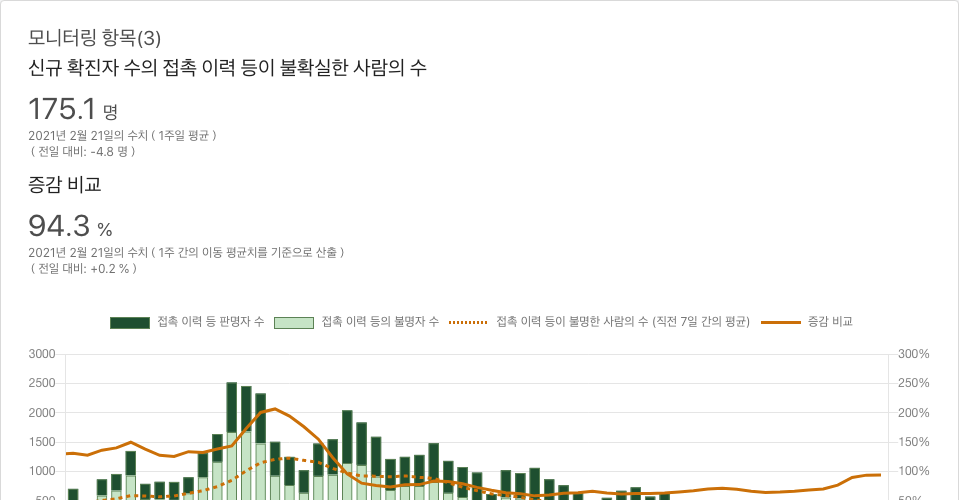 모니터링 항목(3)
신규 확진자 수의 접촉 이력 등이 불확실한 사람의 수
175.1 명
2021년 2월 21일의 수치 ( 1주일 평균 )
( 전일 대비: -4.8 명 )
증감 비교
94.3 %
2021년 2월 21일의 수치 ( 1주 간의 이동 평균치를 기준으로 산출 )
( 전일 대비: +0.2 % )
접촉 이력 등 판명자 수 접촉 이력 등의 불명자 수 접촉 이력 등이 불명한 사람의 수 (직전 7일 간의 평균) 증감 비교
3000 300%
2500 250%
2000 200%
1500 150%
1000 100%
500 50%